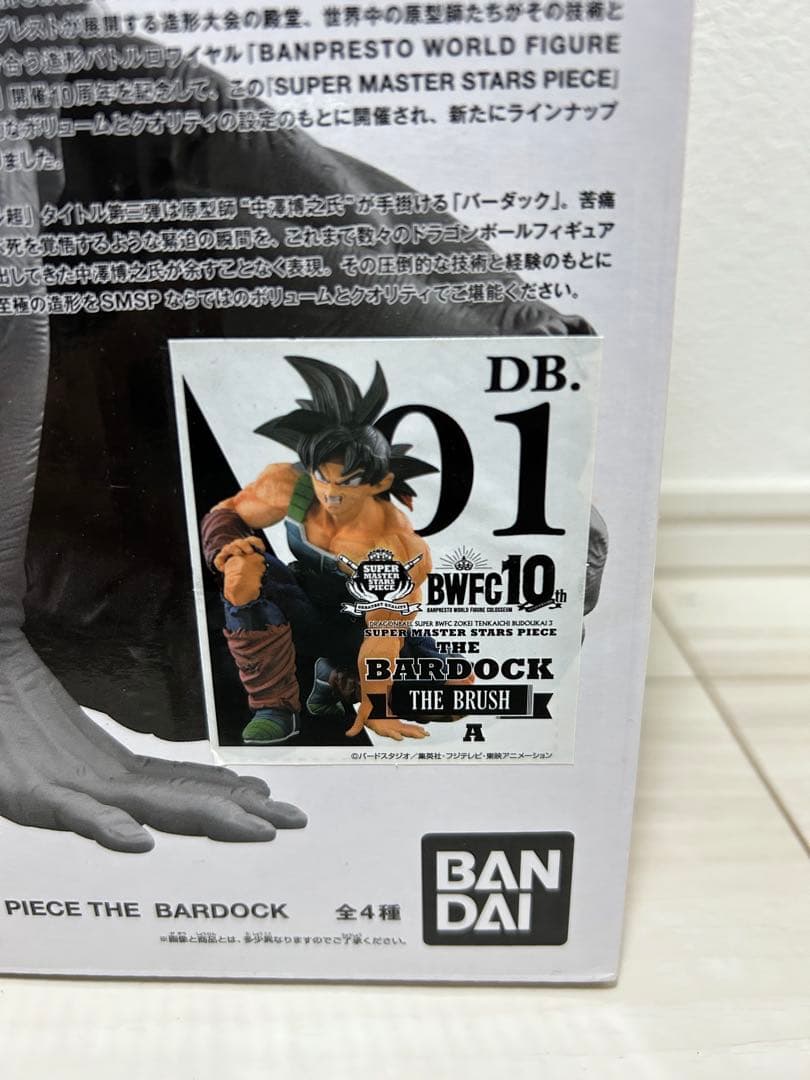 プレストが展開する造形大会の殿堂、世界中の原型師たちがその技術と
合う造形バトルロワイヤル「BANPRESTO WORLD FIGURE
開催10周年を記念して、この「SUPER MASTER STARS PIECE」
なボリュームとクオリティの設定のもとに開催され、新たにラインナップ
ました。
超」タイトル第三弾は原型師“中澤博之氏”が手掛ける「バーダック」。苦痛
死を覚悟するような緊迫の瞬間を、これまで数々のドラゴンボールフィギュア
出してきた中澤博之氏が余すことなく表現。その圧倒的な技術と経験のもとに
至極の造形をSMSPならではのボリュームとクオリティでご堪能ください。
DB.
01
SUPER
MASTER
STARS
PIECE
GREATEST QUALITY
BWFC 10th
BANPRESTO WORLD FIGURE COLOSSEUM
DRAGONBALL SUPER BWFC ZOKEI TENKAICHI BUDOUKAI 3
SUPER MASTER STARS PIECE
THE
BARDOCK
THE BRUSH
A
©バードスタジオ/集英社・フジテレビ・東映アニメーション
PIECE THE BARDOCK 全4種
※画像と商品とは、多少異なりますのでご了承ください。
BAN
DAI